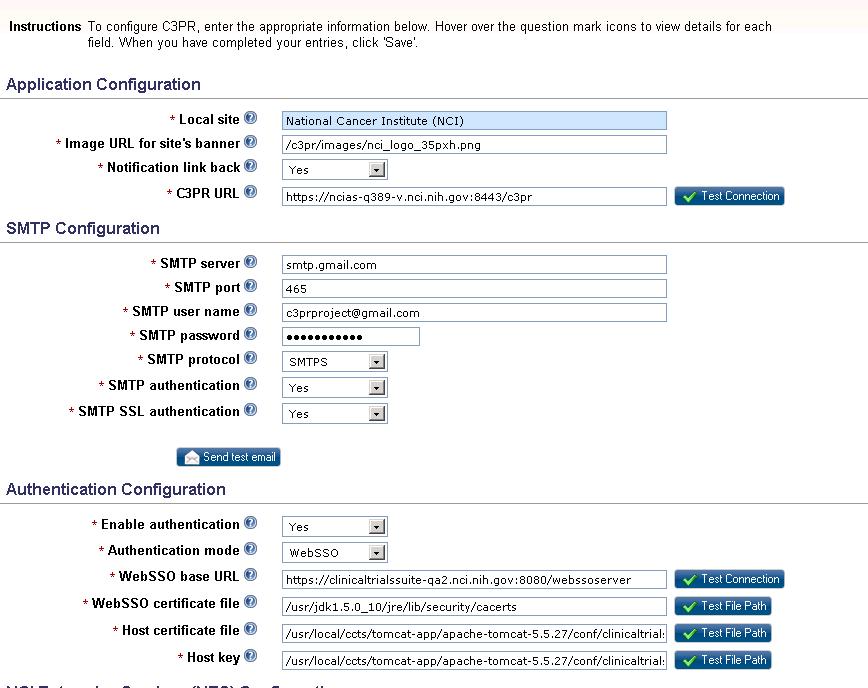 Instructions To configure C3PR, enter the appropriate information below. Hover over the question mark icons to view details for each
field. When you have completed your entries, click 'Save'.
Application Configuration
* Local site National Cancer Institute (NCI)
* Image URL for site's banner /c3pr/images/nci_logo_35pxh.png
* Notification link back Yes
* C3PR URL https://ncias-q389-v.nci.nih.gov:8443/c3pr Test Connection
SMTP Configuration
* SMTP server smtp.gmail.com
* SMTP port 465
* SMTP user name c3prproject@gmail.com
* SMTP password •••••••••••
* SMTP protocol SMTPS
* SMTP authentication Yes
* SMTP SSL authentication Yes
Send test email
Authentication Configuration
* Enable authentication Yes
* Authentication mode WebSSO
* WebSSO base URL https://clinicaltrialssuite-qa2.nci.nih.gov:8080/webssoserver Test Connection
* WebSSO certificate file /usr/jdk1.5.0_10/jre/lib/security/cacerts Test File Path
* Host certificate file /usr/local/ccts/tomcat-app/apache-tomcat-5.5.27/conf/clinicaltrial: Test File Path
* Host key /usr/local/ccts/tomcat-app/apache-tomcat-5.5.27/conf/clinicaltrial: Test File Path